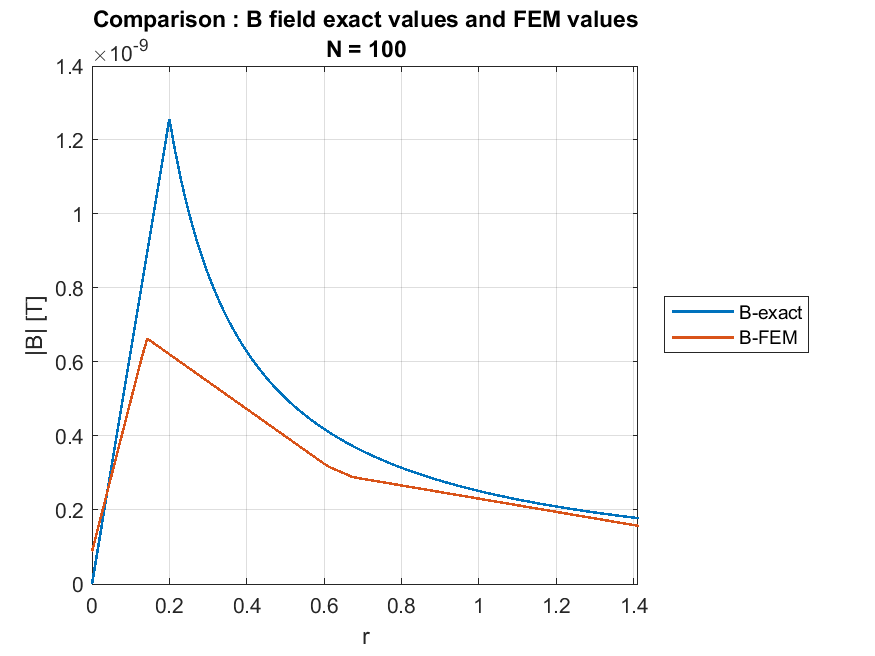 Comparison : B field exact values and FEM values
N = 100
×10-9
1.4
1.2
1
0.8
0.6
0.4
0.2
0
|B| [T]
0 0.2 0.4 0.6 0.8 1 1.2 1.4
r
B-exact
B-FEM